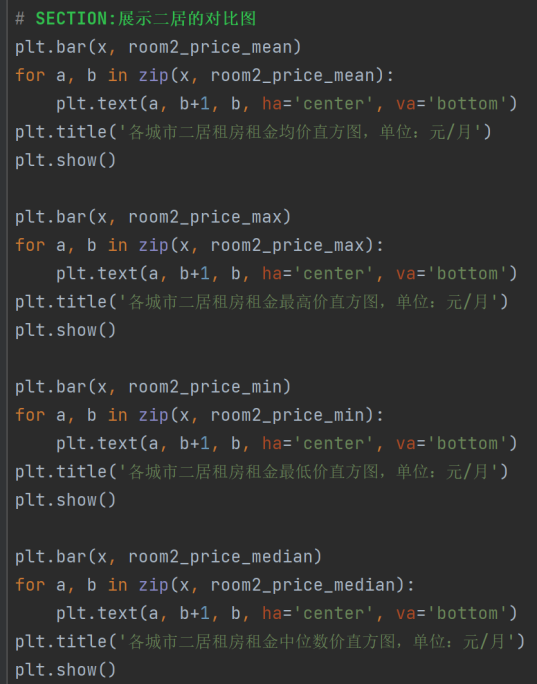 # SECTION:展示二居的对比图
plt.bar(x, room2_price_mean)
for a, b in zip(x, room2_price_mean):
    plt.text(a, b+1, b, ha='center', va='bottom')
plt.title('各城市二居租房租金均价直方图，单位：元/月')
plt.show()

plt.bar(x, room2_price_max)
for a, b in zip(x, room2_price_max):
    plt.text(a, b+1, b, ha='center', va='bottom')
plt.title('各城市二居租房租金最高价直方图，单位：元/月')
plt.show()

plt.bar(x, room2_price_min)
for a, b in zip(x, room2_price_min):
    plt.text(a, b+1, b, ha='center', va='bottom')
plt.title('各城市二居租房租金最低价直方图，单位：元/月')
plt.show()

plt.bar(x, room2_price_median)
for a, b in zip(x, room2_price_median):
    plt.text(a, b+1, b, ha='center', va='bottom')
plt.title('各城市二居租房租金中位数价直方图，单位：元/月')
plt.show()